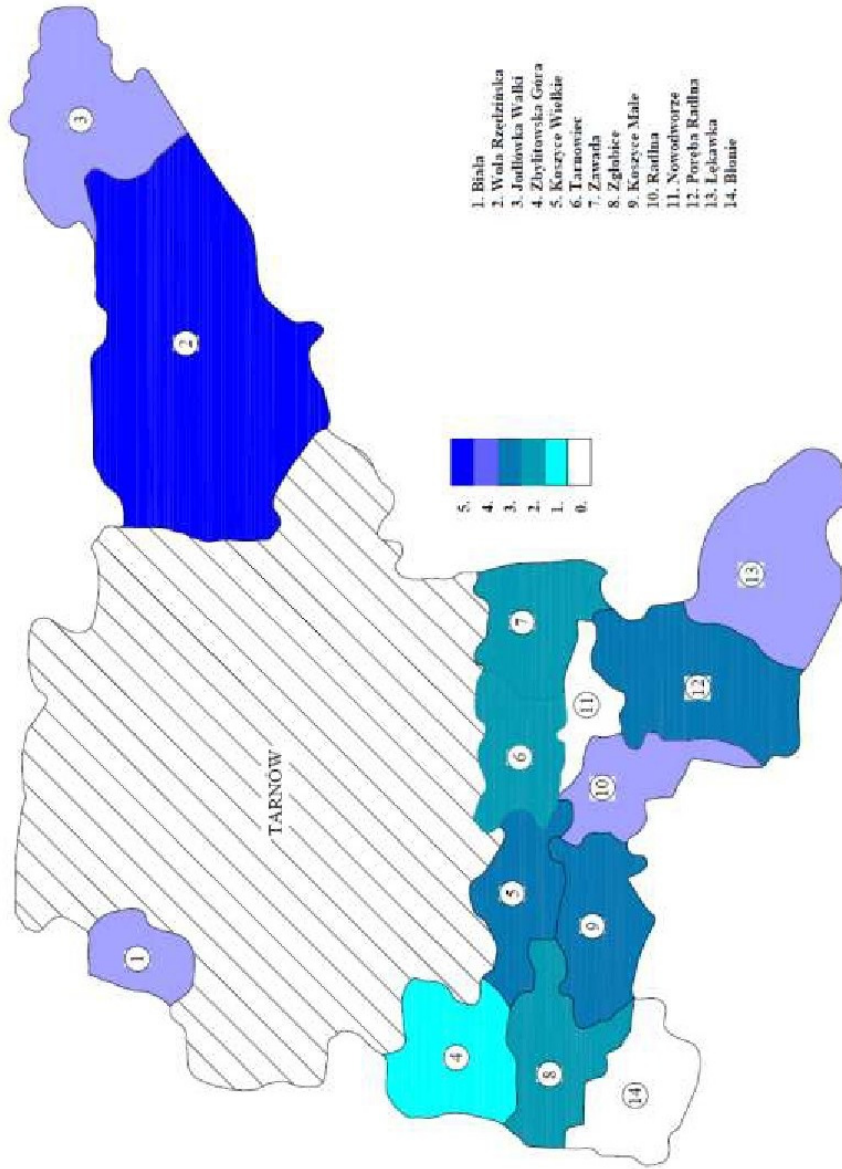 TARNÓW
1
2
3
4
5
6
7
8
9
10
11
12
13
14
5.
4.
3.
2.
1.
0.
1. Biała
2. Wola Rzędzińska
3. Jodłówka Wałki
4. Zbylitowska Góra
5. Koszyce Wielkie
6. Tarnowiec
7. Zawada
8. Zgłobice
9. Koszyce Małe
10. Radlna
11. Nowodworze
12. Poręba Radlna
13. Łękawka
14. Błonie